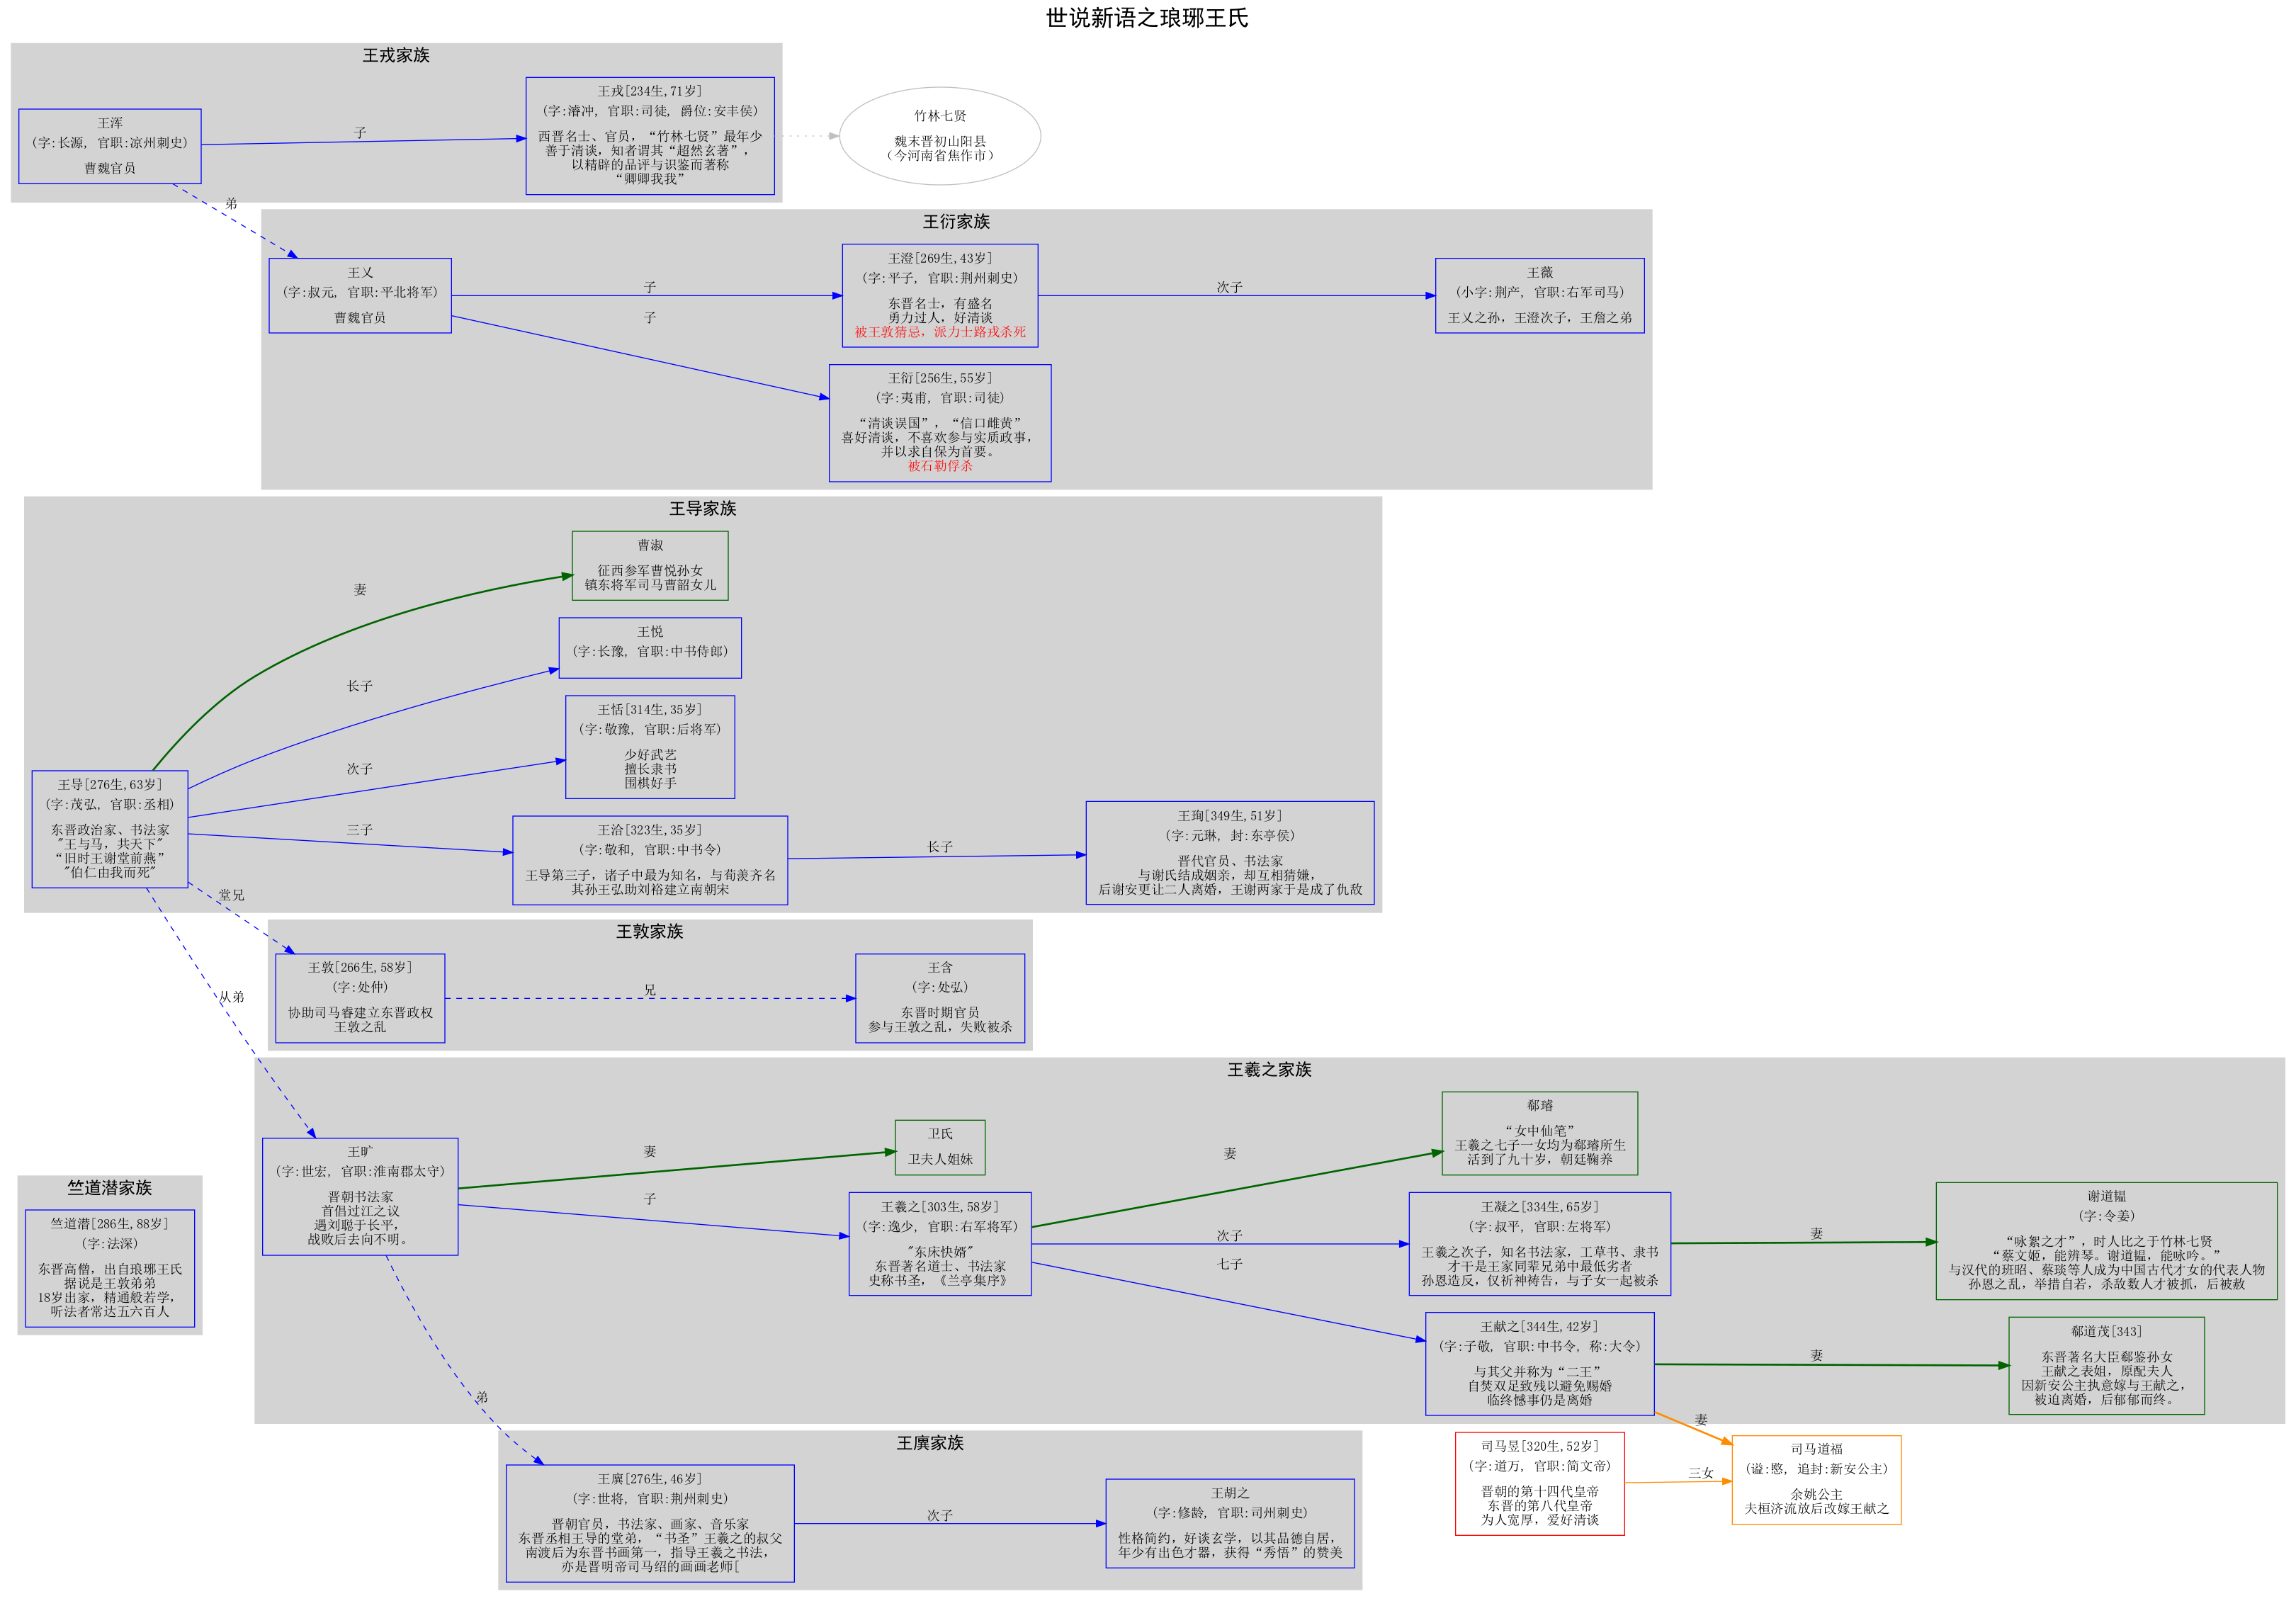 世说新语之琅琊王氏
王戎家族
王浑
(字:长源, 官职:凉州刺史)
曹魏官员
子
王戎[234生,71岁]
(字:濬冲, 官职:司徒, 爵位:安丰侯)
西晋名士、官员，“竹林七贤”最年少
善于清谈，知者谓其“超然玄著”，
以精辟的品评与识鉴而著称
“卿卿我我”
竹林七贤
魏末晋初山阳县
（今河南省焦作市）
弟
王衍家族
王乂
(字:叔元, 官职:平北将军)
曹魏官员
子
子
王澄[269生,43岁]
(字:平子, 官职:荆州刺史)
东晋名士，有盛名
勇力过人，好清谈
被王敦猜忌，派力士路戎杀死
次子
王薇
(小字:荆产, 官职:右军司马)
王乂之孙，王澄次子，王詹之弟
王衍[256生,55岁]
(字:夷甫, 官职:司徒)
“清谈误国”，“信口雌黄”
喜好清谈，不喜欢参与实质政事，
并以求自保为首要。
被石勒俘杀
王导家族
妻
曹淑
征西参军曹悦孙女
镇东将军司马曹韶女儿
长子
王悦
(字:长豫, 官职:中书侍郎)
次子
王恬[314生,35岁]
(字:敬豫, 官职:后将军)
少好武艺
擅长隶书
围棋好手
王导[276生,63岁]
(字:茂弘, 官职:丞相)
东晋政治家、书法家
"王与马，共天下"
“旧时王谢堂前燕”
"伯仁由我而死"
三子
王洽[323生,35岁]
(字:敬和, 官职:中书令)
王导第三子，诸子中最为知名，与荀羡齐名
其孙王弘助刘裕建立南朝宋
长子
王珣[349生,51岁]
(字:元琳, 封:东亭侯)
晋代官员、书法家
与谢氏结成姻亲，却互相猜嫌，
后谢安更让二人离婚，王谢两家于是成了仇敌
堂兄
从弟
王敦家族
王敦[266生,58岁]
(字:处仲)
协助司马睿建立东晋政权
王敦之乱
兄
王含
(字:处弘)
东晋时期官员
参与王敦之乱，失败被杀
王羲之家族
王旷
(字:世宏, 官职:淮南郡太守)
晋朝书法家
首倡过江之议
遇刘聪于长平，
战败后去向不明。
妻
卫氏
卫夫人姐妹
子
王羲之[303生,58岁]
(字:逸少, 官职:右军将军)
"东床快婿"
东晋著名道士、书法家
史称书圣，《兰亭集序》
妻
郗璿
“女中仙笔”
王羲之七子一女均为郗璿所生
活到了九十岁，朝廷鞠养
次子
王凝之[334生,65岁]
(字:叔平, 官职:左将军)
王羲之次子，知名书法家，工草书、隶书
才干是王家同辈兄弟中最低劣者
孙恩造反，仅祈神祷告，与子女一起被杀
妻
谢道韫
(字:令姜)
“咏絮之才”，时人比之于竹林七贤
“蔡文姬，能辨琴。谢道韫，能咏吟。”
与汉代的班昭、蔡琰等人成为中国古代才女的代表人物
孙恩之乱，举措自若，杀敌数人才被抓，后被赦
七子
王献之[344生,42岁]
(字:子敬, 官职:中书令, 称:大令)
与其父并称为“二王”
自焚双足致残以避免赐婚
临终憾事仍是离婚
妻
郗道茂[343]
东晋著名大臣郗鉴孙女
王献之表姐，原配夫人
因新安公主执意嫁与王献之，
被迫离婚，后郁郁而终。
妻
竺道潜家族
竺道潜[286生,88岁]
(字:法深)
东晋高僧，出自琅琊王氏
据说是王敦弟弟
18岁出家，精通般若学，
听法者常达五六百人
弟
王廙家族
王廙[276生,46岁]
(字:世将, 官职:荆州刺史)
晋朝官员，书法家、画家、音乐家
东晋丞相王导的堂弟，“书圣”王羲之的叔父
南渡后为东晋书画第一，指导王羲之书法，
亦是晋明帝司马绍的画画老师[
次子
王胡之
(字:修龄, 官职:司州刺史)
性格简约，好谈玄学，以其品德自居，
年少有出色才器，获得“秀悟”的赞美
司马昱[320生,52岁]
(字:道万, 官职:简文帝)
晋朝的第十四代皇帝
东晋的第八代皇帝
为人宽厚，爱好清谈
三女
司马道福
(谥:愍, 追封:新安公主)
余姚公主
夫桓济流放后改嫁王献之